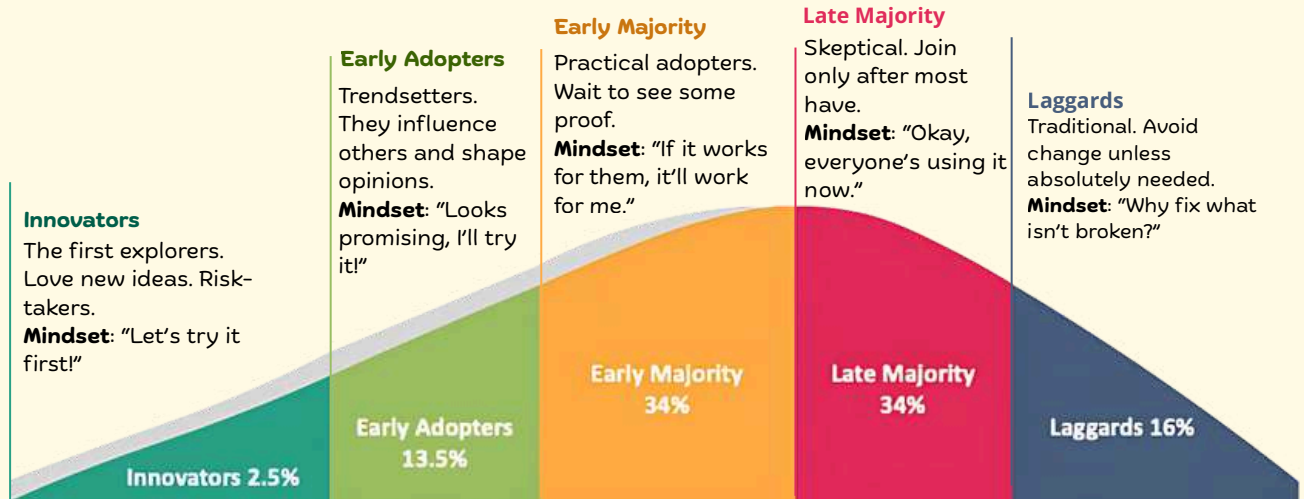 Innovators
The first explorers.
Love new ideas. Risk-
takers.
Mindset: "Let's try it
first!"
Early Adopters
Trendsetters.
They influence
others and shape
opinions.
Mindset: "Looks
promising, I'll try
it!"
Early Majority
Practical adopters.
Wait to see some
proof.
Mindset: "If it works
for them, it'll work
for me."
Late Majority
Skeptical. Join
only after most
have.
Mindset: "Okay,
everyone's using it
now."
Laggards
Traditional. Avoid
change unless
absolutely needed.
Mindset: "Why fix what
isn't broken?"
Innovators 2.5%
Early Adopters
13.5%
Early Majority
34%
Late Majority
34%
Laggards 16%